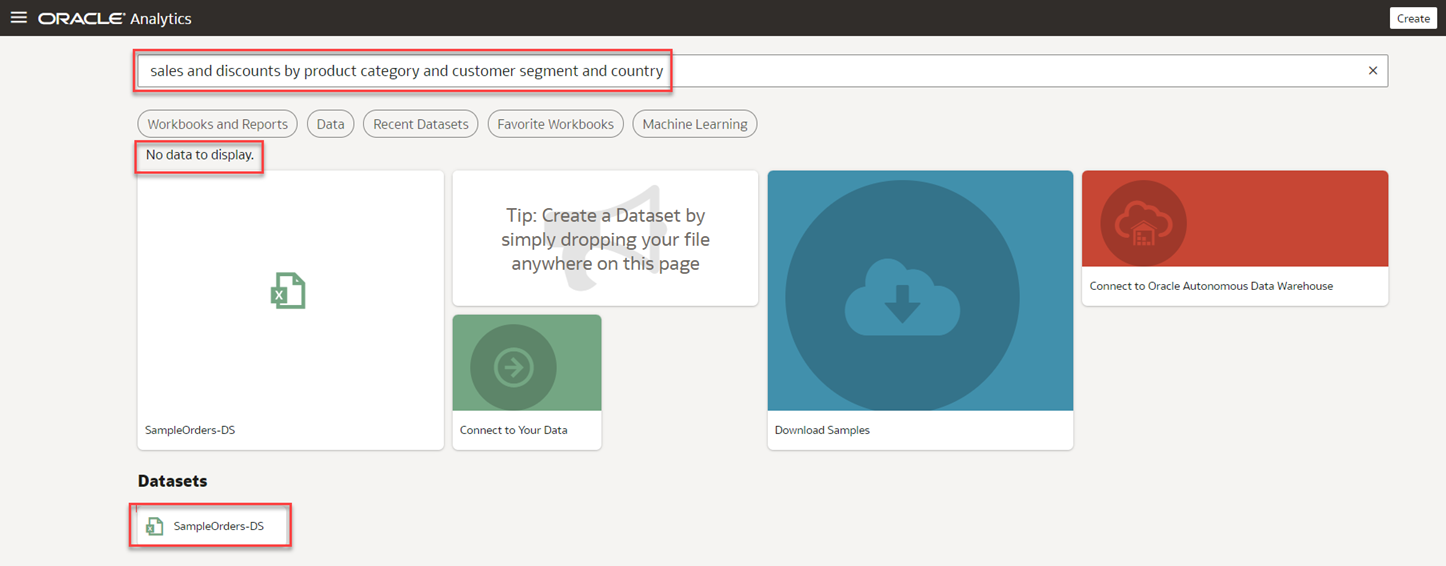 ORACLE Analytics
Create
sales and discounts by product category and customer segment and country
Workbooks and Reports
Data
Recent Datasets
Favorite Workbooks
Machine Learning
No data to display.
Tip: Create a Dataset by
simply dropping your file
anywhere on this page
Connect to Oracle Autonomous Data Warehouse
SampleOrders-DS
Connect to Your Data
Download Samples
Datasets
SampleOrders-DS